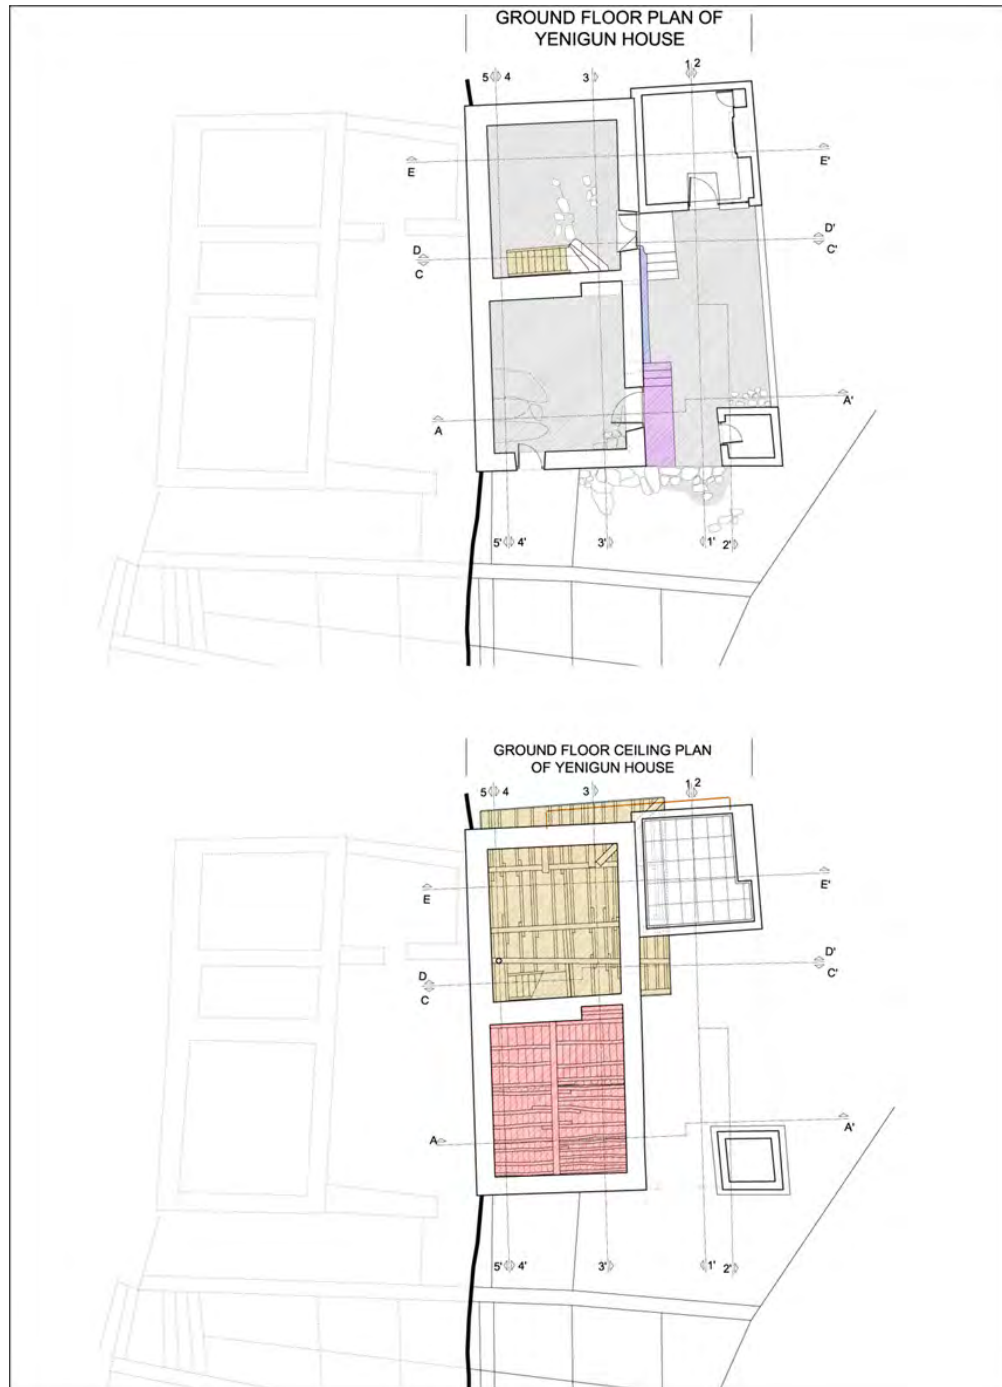 GROUND FLOOR PLAN OF
YENIGUN HOUSE
5 4 3 1 2
E E'
D D'
C C'
A A'
5' 4' 3' 1' 2'
GROUND FLOOR CEILING PLAN
OF YENIGUN HOUSE
5 4 3 1 2
E E'
D D'
C C'
A A'
5' 4' 3' 1' 2'